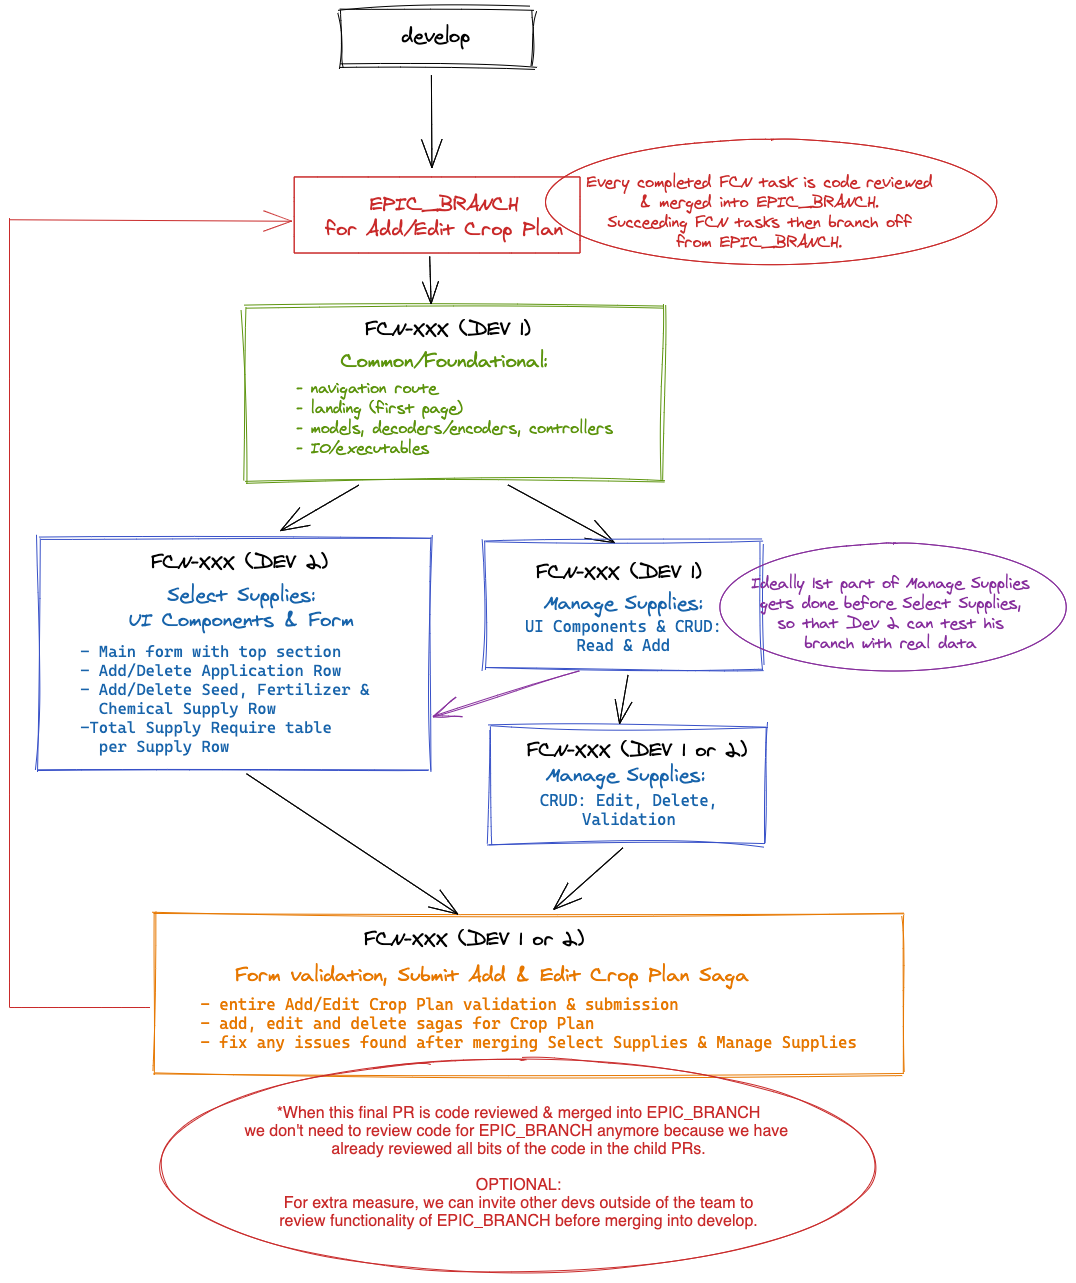 develop
EPIC_BRANCH
for Add/Edit Crop Plan
Every completed FCN task is code reviewed
& merged into EPIC_BRANCH.
Succeeding FCN tasks then branch off
from EPIC_BRANCH.
FCN-XXX (DEV 1)
Common/Foundational:
- navigation route
- landing (first page)
- models, decoders/encoders, controllers
- IO/executables
FCN-XXX (DEV 2)
Select Supplies:
UI Components & Form
- Main form with top section
- Add/Delete Application Row
- Add/Delete Seed, Fertilizer &
Chemical Supply Row
-Total Supply Require table
per Supply Row
FCN-XXX (DEV 1)
Manage Supplies:
UI Components & CRUD:
Read & Add
Ideally 1st part of Manage Supplies
gets done before Select Supplies,
so that Dev 2 can test his
branch with real data
FCN-XXX (DEV 1 or 2)
Manage Supplies:
CRUD: Edit, Delete,
Validation
FCN-XXX (DEV 1 or 2)
Form validation, Submit Add & Edit Crop Plan Saga
- entire Add/Edit Crop Plan validation & submission
- add, edit and delete sagas for Crop Plan
- fix any issues found after merging Select Supplies & Manage Supplies
*When this final PR is code reviewed & merged into EPIC_BRANCH
we don't need to review code for EPIC_BRANCH anymore because we have
already reviewed all bits of the code in the child PRs.
OPTIONAL:
For extra measure, we can invite other devs outside of the team to
review functionality of EPIC_BRANCH before merging into develop.